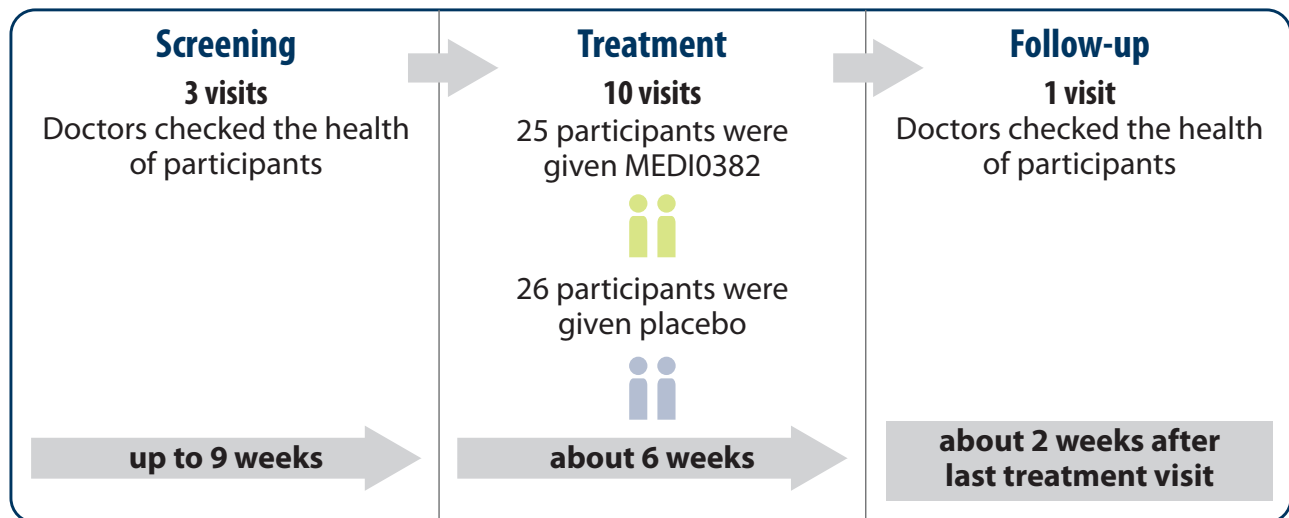 Screening
3 visits
Doctors checked the health
of participants
up to 9 weeks
Treatment
10 visits
25 participants were
given MEDI0382
26 participants were
given placebo
about 6 weeks
Follow-up
1 visit
Doctors checked the health
of participants
about 2 weeks after
last treatment visit